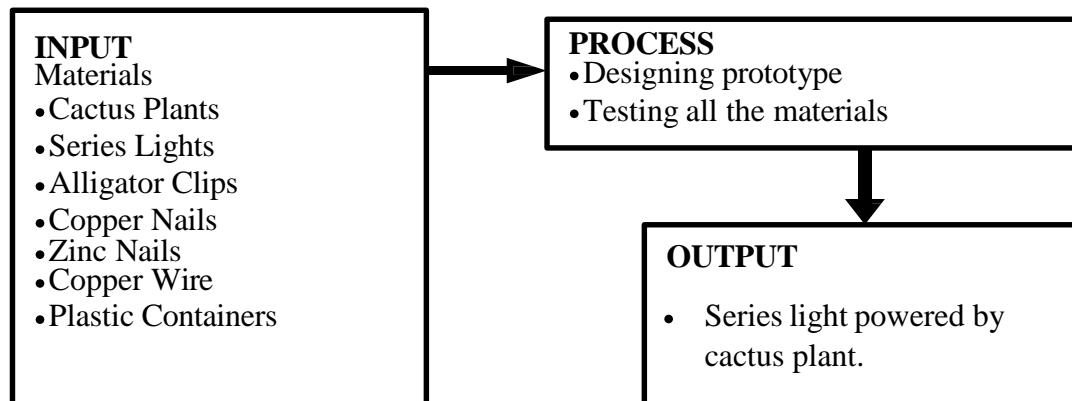 INPUT
Materials
•Cactus Plants
•Series Lights
•Alligator Clips
•Copper Nails
•Zinc Nails
•Copper Wire
•Plastic Containers
PROCESS
•Designing prototype
•Testing all the materials
OUTPUT
• Series light powered by
cactus plant.